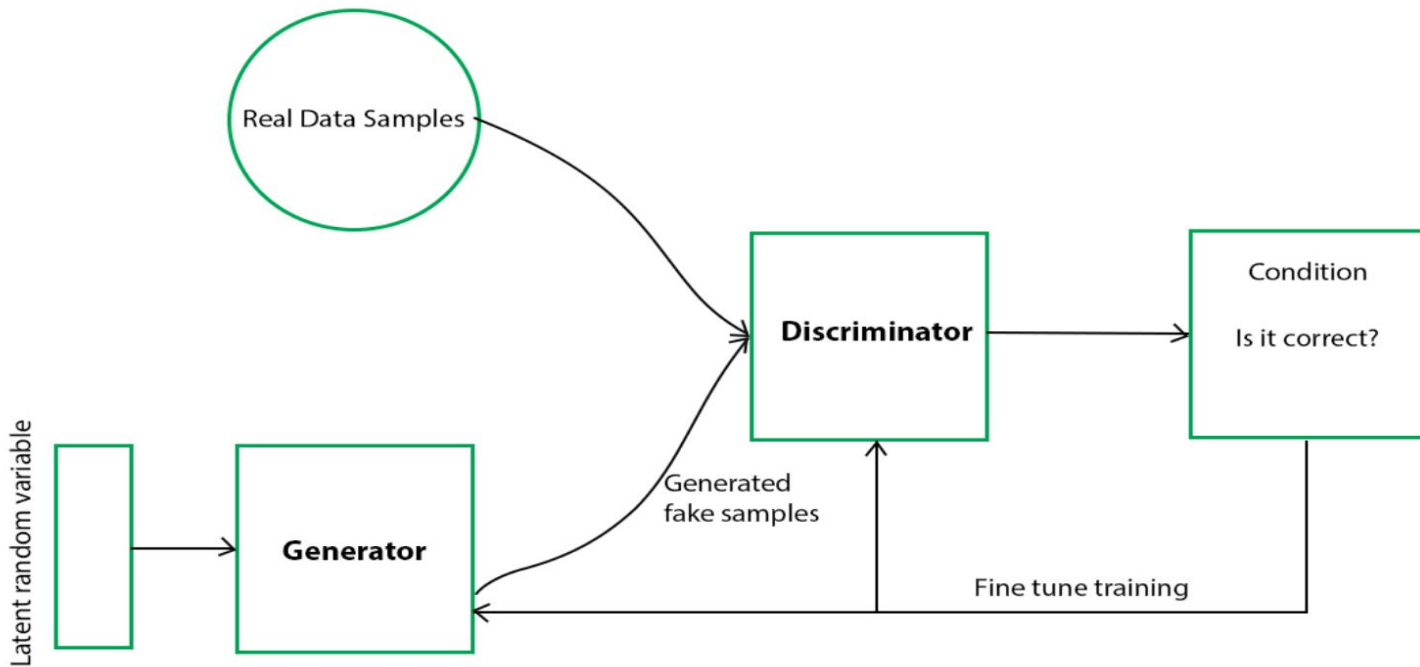 Real Data Samples
Discriminator
Condition
Is it correct?
Latent random variable
Generator
Generated
fake samples
Fine tune training